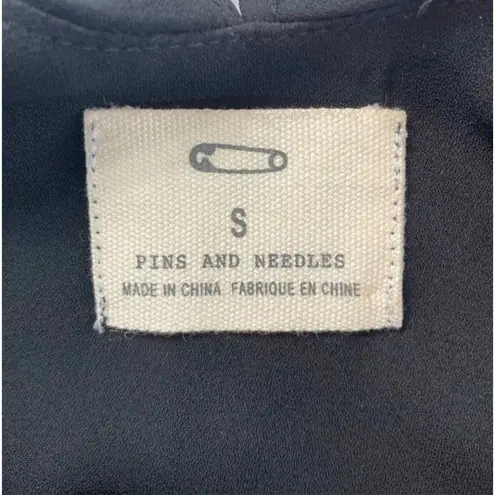 S
PINS AND NEEDLES
MADE IN CHINA FABRIQUE EN CHINE